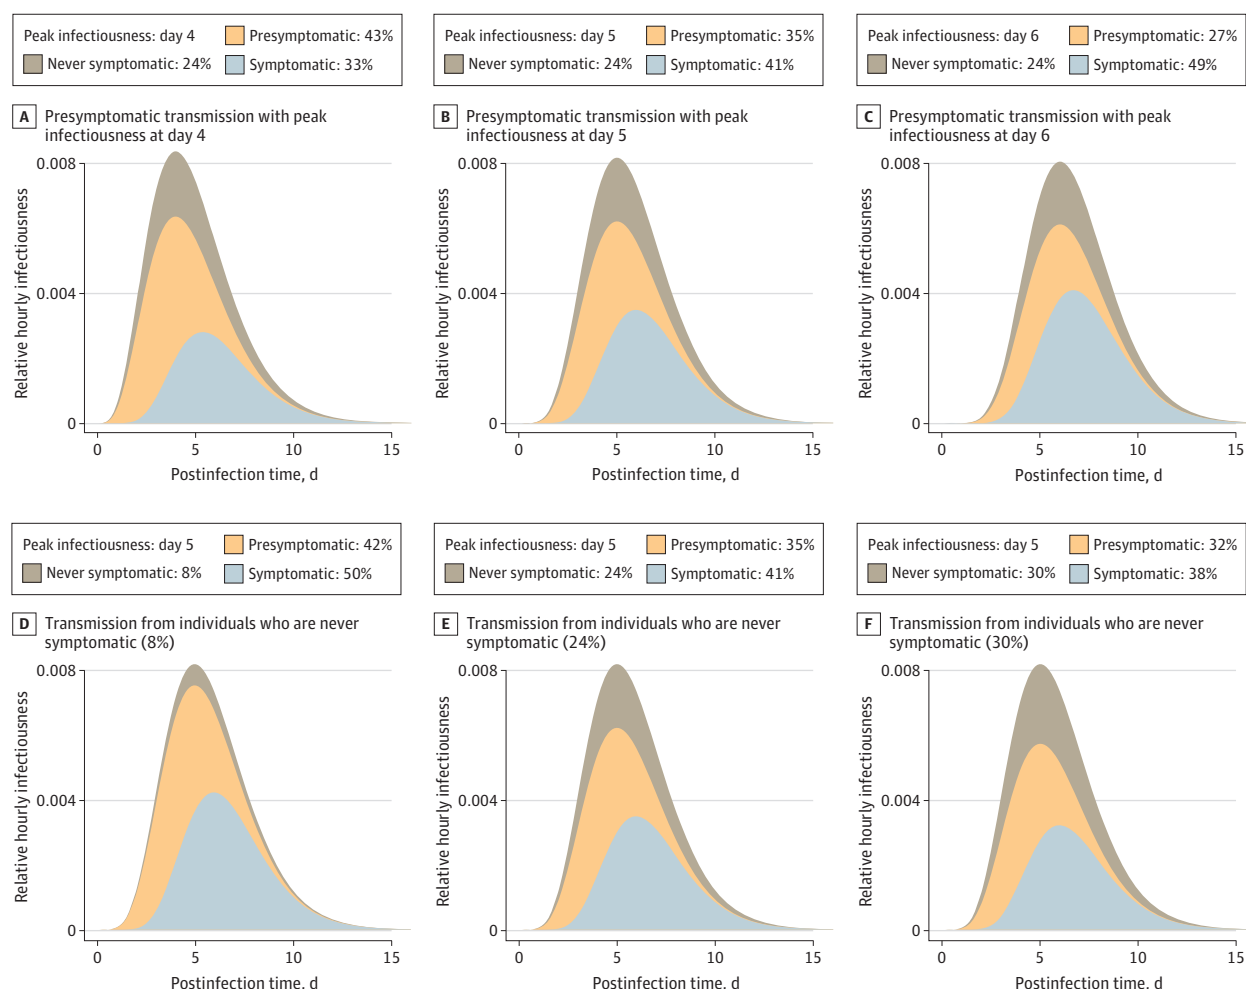 Peak infectiousness: day 4
Presymptomatic: 43%
Never symptomatic: 24%
Symptomatic: 33%
A Presymptomatic transmission with peak
infectiousness at day 4
0.008
0.004
0
Relative hourly infectiousness
0 5 10 15
Postinfection time, d
Peak infectiousness: day 5
Presymptomatic: 35%
Never symptomatic: 24%
Symptomatic: 41%
B Presymptomatic transmission with peak
infectiousness at day 5
0.008
0.004
0
Relative hourly infectiousness
0 5 10 15
Postinfection time, d
Peak infectiousness: day 6
Presymptomatic: 27%
Never symptomatic: 24%
Symptomatic: 49%
C Presymptomatic transmission with peak
infectiousness at day 6
0.008
0.004
0
Relative hourly infectiousness
0 5 10 15
Postinfection time, d
Peak infectiousness: day 5
Presymptomatic: 42%
Never symptomatic: 8%
Symptomatic: 50%
D Transmission from individuals who are never
symptomatic (8%)
0.008
0.004
0
Relative hourly infectiousness
0 5 10 15
Postinfection time, d
Peak infectiousness: day 5
Presymptomatic: 35%
Never symptomatic: 24%
Symptomatic: 41%
E Transmission from individuals who are never
symptomatic (24%)
0.008
0.004
0
Relative hourly infectiousness
0 5 10 15
Postinfection time, d
Peak infectiousness: day 5
Presymptomatic: 32%
Never symptomatic: 30%
Symptomatic: 38%
F Transmission from individuals who are never
symptomatic (30%)
0.008
0.004
0
Relative hourly infectiousness
0 5 10 15
Postinfection time, d